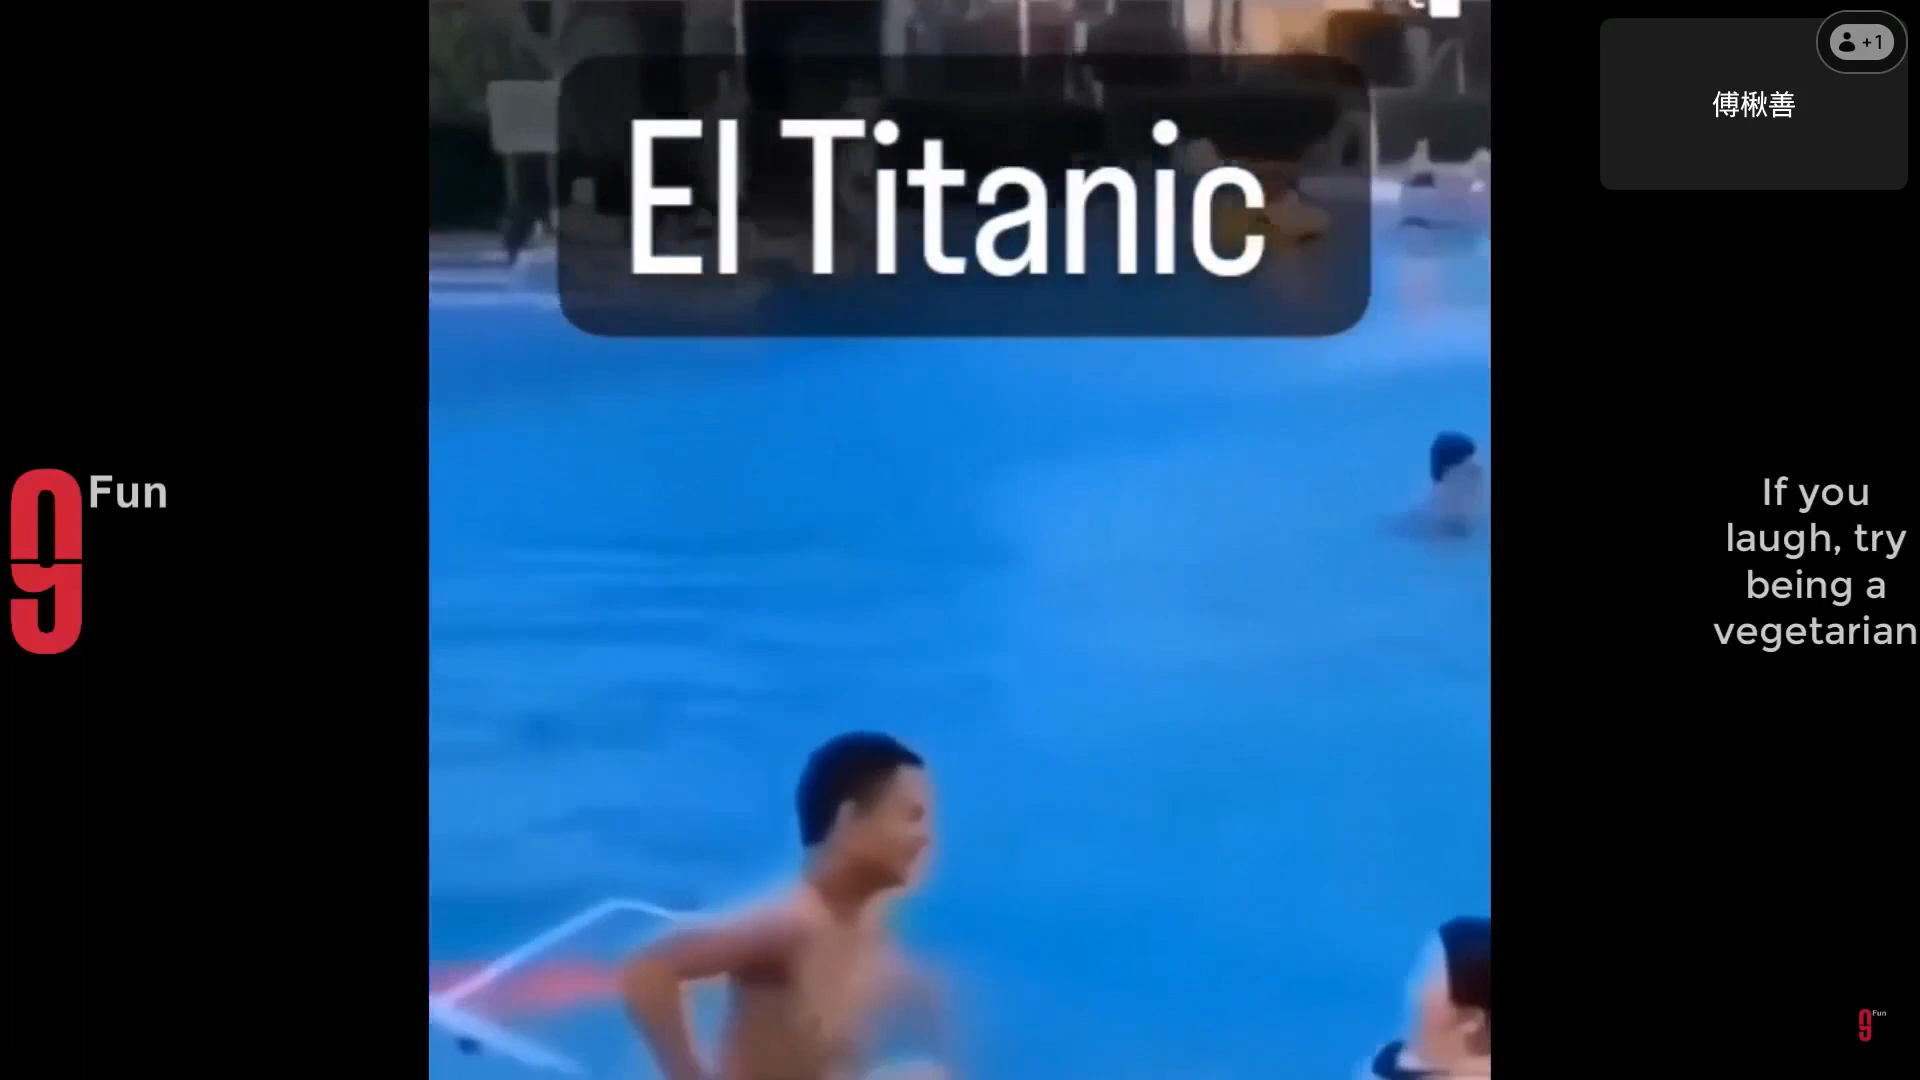 El Titanic
+1
傅楸善
9 Fun
If you
laugh, try
being a
vegetarian
9 Fun